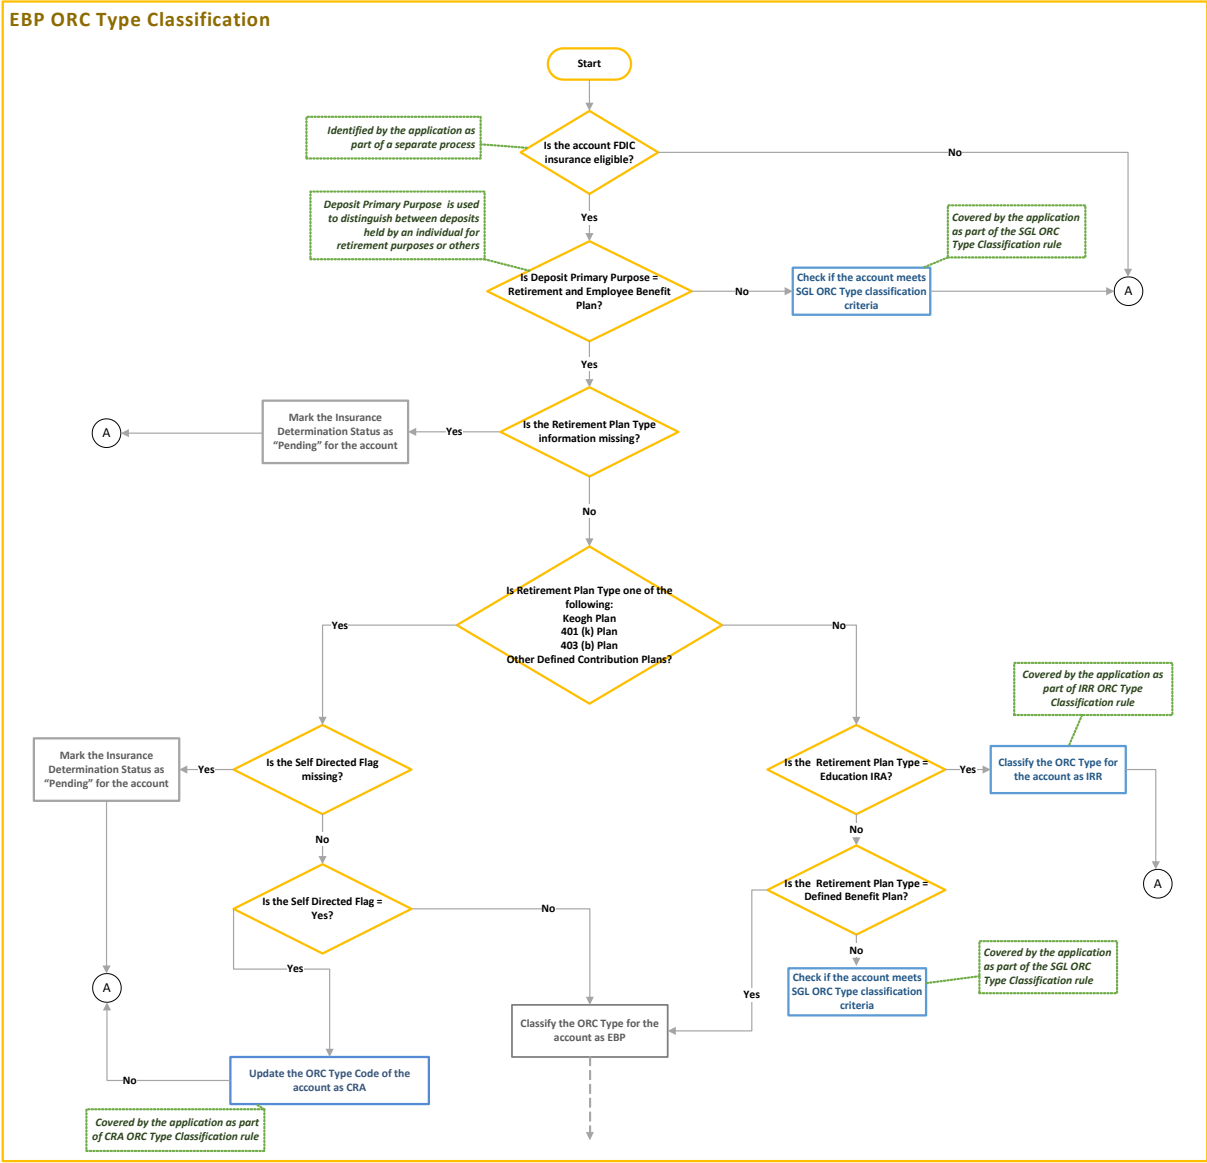 EBP ORC Type Classification
Start
Identified by the application as
part of a separate process
Is the account FDIC
insurance eligible?
No
Yes
Deposit Primary Purpose is used
to distinguish between deposits
held by an individual for
retirement purposes or others
Covered by the application
as part of the SGL ORC
Type Classification rule
Is Deposit Primary Purpose =
Retirement and Employee Benefit
Plan?
No
Check if the account meets
SGL ORC Type classification
criteria
A
Yes
Is the Retirement Plan Type
information missing?
Yes
Mark the Insurance
Determination Status as
“Pending” for the account
A
No
Is Retirement Plan Type one of the
following:
Keogh Plan
401 (k) Plan
403 (b) Plan
Other Defined Contribution Plans?
Yes
No
Covered by the application as
part of IRR ORC Type
Classification rule
Mark the Insurance
Determination Status as
“Pending” for the account
Yes
Is the Self Directed Flag
missing?
Is the Retirement Plan Type =
Education IRA?
Yes
Classify the ORC Type for
the account as IRR
No
No
A
Is the Self Directed Flag =
Yes?
No
Is the Retirement Plan Type =
Defined Benefit Plan?
No
Yes
Yes
Covered by the application
as part of the SGL ORC
Type Classification rule
Check if the account meets
SGL ORC Type classification
criteria
A
Classify the ORC Type for the
account as EBP
No
Update the ORC Type Code of the
account as CRA
Covered by the application as part
of CRA ORC Type Classification rule